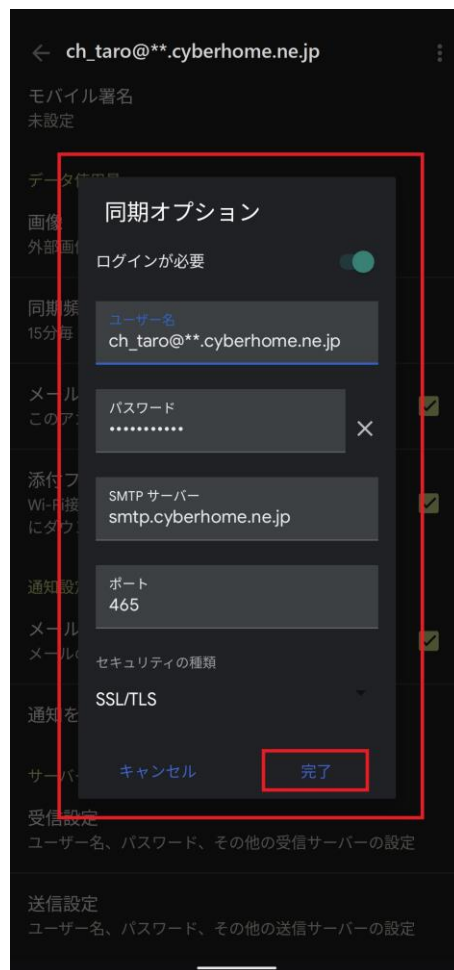 ch_taro@**.cyberhome.ne.jp
モバイル署名
未設定
データ使用量
画像
外部画
同期オプション
ログインが必要
同期頻
15分毎
ユーザー名
ch_taro@**.cyberhome.ne.jp
メール
このア
パスワード
•••••••••••
添付フ
Wi-Fi接
にダウ
SMTP サーバー
smtp.cyberhome.ne.jp
通知設
ポート
465
メール
メールの
セキュリティの種類
SSL/TLS
通知を
サーバー
キャンセル
完了
受信設定
ユーザー名、パスワード、その他の受信サーバーの設定
送信設定
ユーザー名、パスワード、その他の送信サーバーの設定